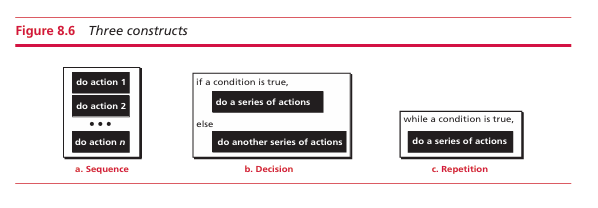 Figure 8.6 Three constructs
do action 1
do action 2
• • •
do action n
a. Sequence
if a condition is true,
do a series of actions
else
do another series of actions
b. Decision
while a condition is true,
do a series of actions
c. Repetition